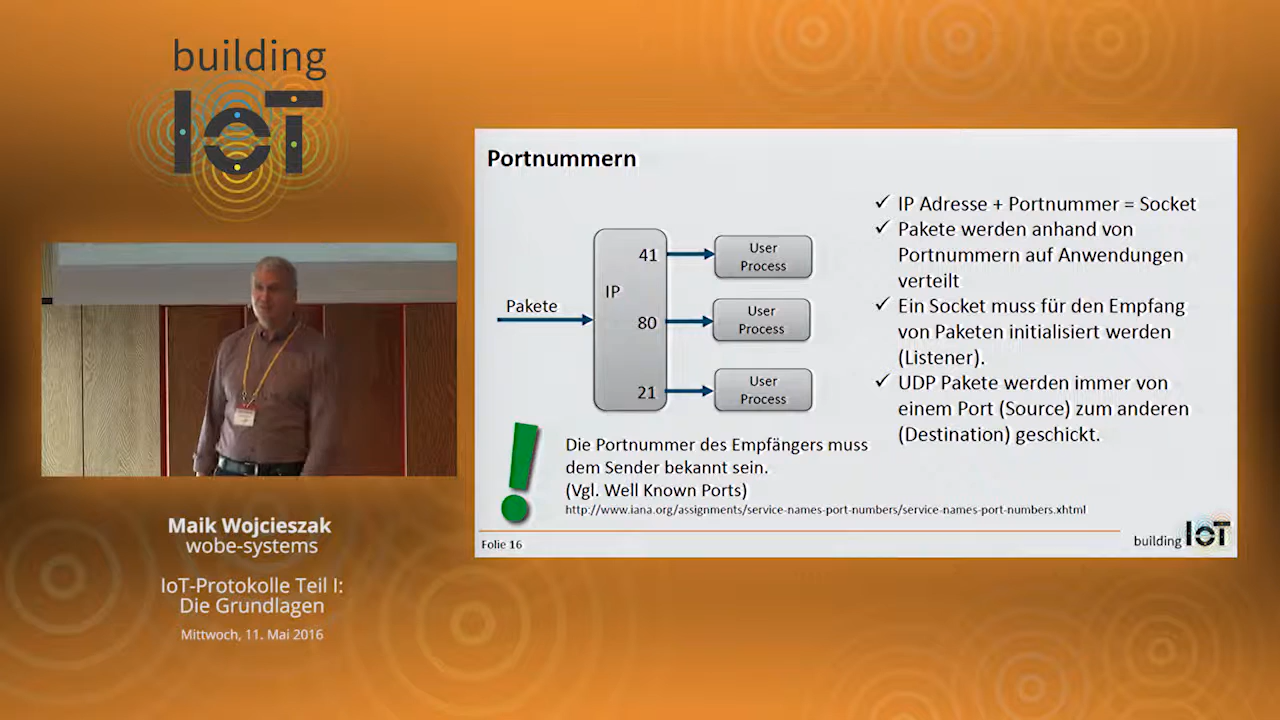 building
IoT
Maik Wojcieszak
wobe-systems
IoT-Protokolle Teil I:
Die Grundlagen
Mittwoch, 11. Mai 2016
Portnummern
Pakete
IP
41
80
21
User
Process
User
Process
User
Process
✓ IP Adresse + Portnummer = Socket
✓ Pakete werden anhand von
Portnummern auf Anwendungen
verteilt
✓ Ein Socket muss für den Empfang
von Paketen initialisiert werden
(Listener).
✓ UDP Pakete werden immer von
einem Port (Source) zum anderen
(Destination) geschickt.
!
Die Portnummer des Empfängers muss
dem Sender bekannt sein.
(Vgl. Well Known Ports)
http://www.iana.org/assignments/service-names-port-numbers/service-names-port-numbers.xhtml
Folie 16
building IoT